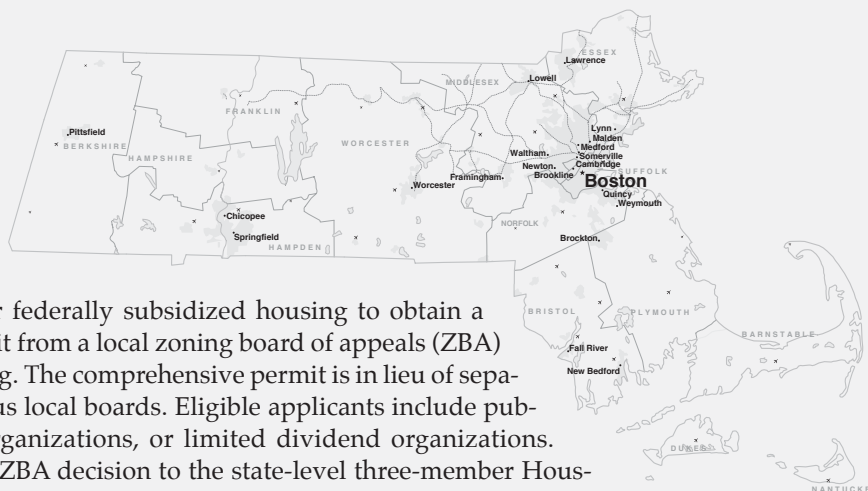 ESSEX
Lawrence
Lowell
MIDDLESEX
FRANKLIN
Lynn
Malden
Pittsfield
BERKSHIRE
WORCESTER
Medford
Waltham
Somerville
HAMPSHIRE
Newton
Cambridge
Brookline
SUFFOLK
Framingham
Boston
Worcester
Quincy
Weymouth
Chicopee
NORFOLK
Springfield
HAMPDEN
Brockton
federally subsidized housing to obtain a
it from a local zoning board of appeals (ZBA)
BRISTOL
PLYMOUTH
BARNSTABLE
g. The comprehensive permit is in lieu of sepa-
Fall River
us local boards. Eligible applicants include pub-
New Bedford
rganizations, or limited dividend organizations.
ZBA decision to the state-level three-member Hous-
DUKES
NANTUCKE